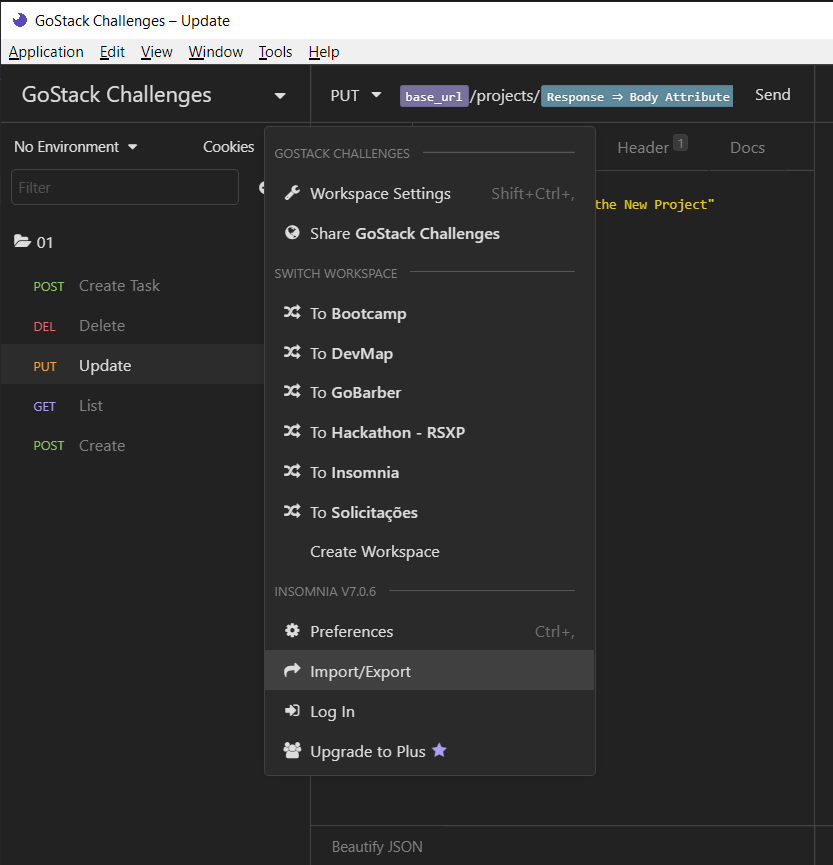 GoStack Challenges – Update
Application Edit View Window Tools Help
GoStack Challenges
PUT base_url/projects/Response ⇒ Body Attribute Send
No Environment Cookies
Header 1 Docs
Filter
the New Project"
01
POST Create Task
DEL Delete
PUT Update
GET List
POST Create
GOSTACK CHALLENGES
Workspace Settings Shift+Ctrl+,
Share GoStack Challenges
SWITCH WORKSPACE
To Bootcamp
To DevMap
To GoBarber
To Hackathon - RSXP
To Insomnia
To Solicitações
Create Workspace
INSOMNIA V7.0.6
Preferences Ctrl+,
Import/Export
Log In
Upgrade to Plus
Beautify JSON